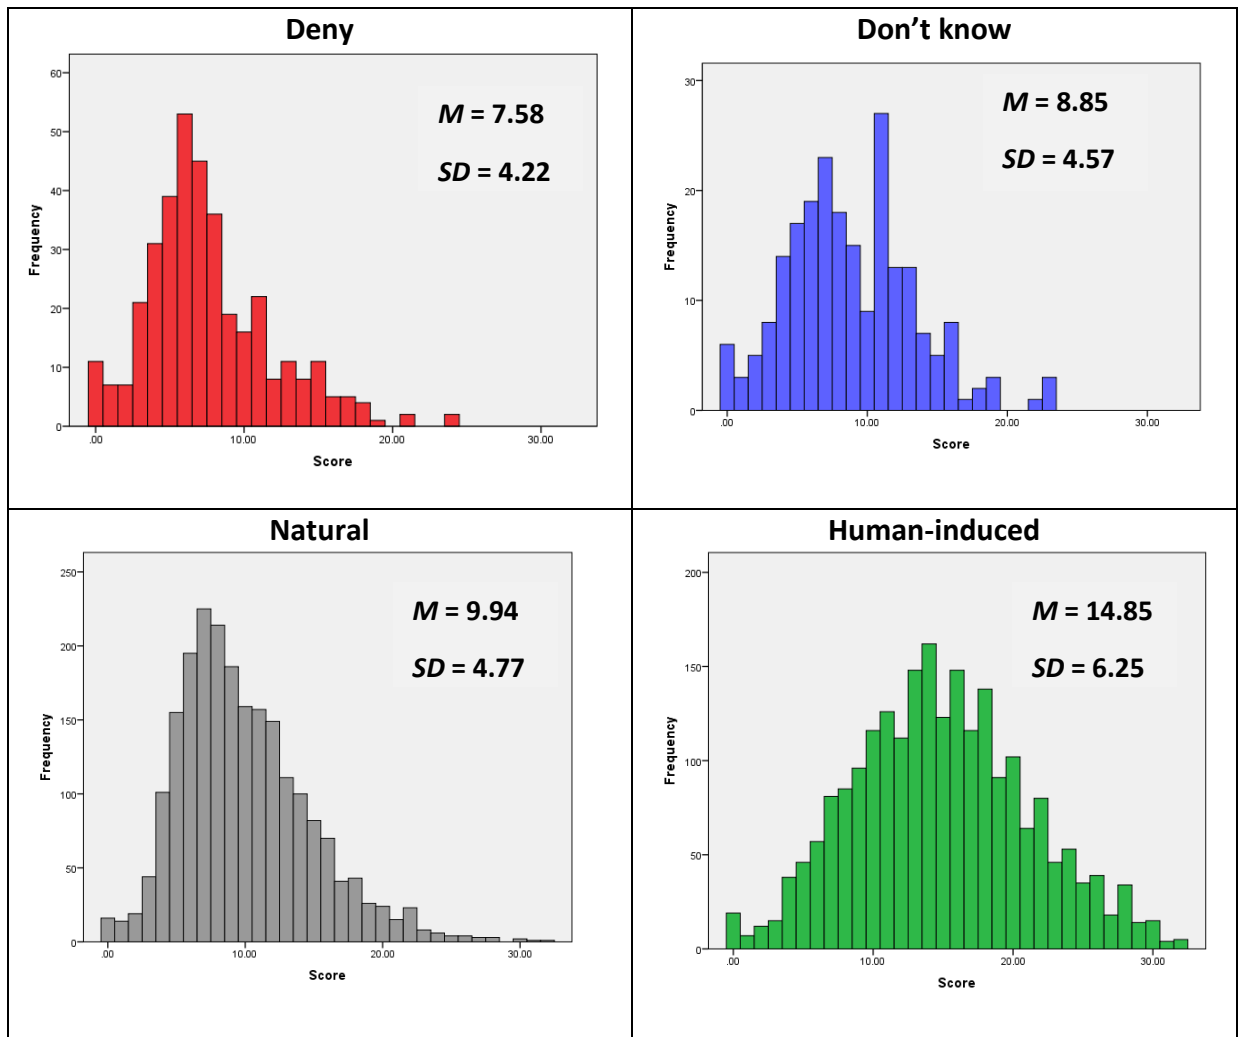 Deny
M = 7.58
SD = 4.22
60
50
40
30
20
10
0
Frequency
.00 10.00 20.00 30.00
Score
Don’t know
M = 8.85
SD = 4.57
30
20
10
0
Frequency
.00 10.00 20.00 30.00
Score
Natural
M = 9.94
SD = 4.77
250
200
150
100
50
0
Frequency
.00 10.00 20.00 30.00
Score
Human-induced
M = 14.85
SD = 6.25
200
150
100
50
0
Frequency
.00 10.00 20.00 30.00
Score